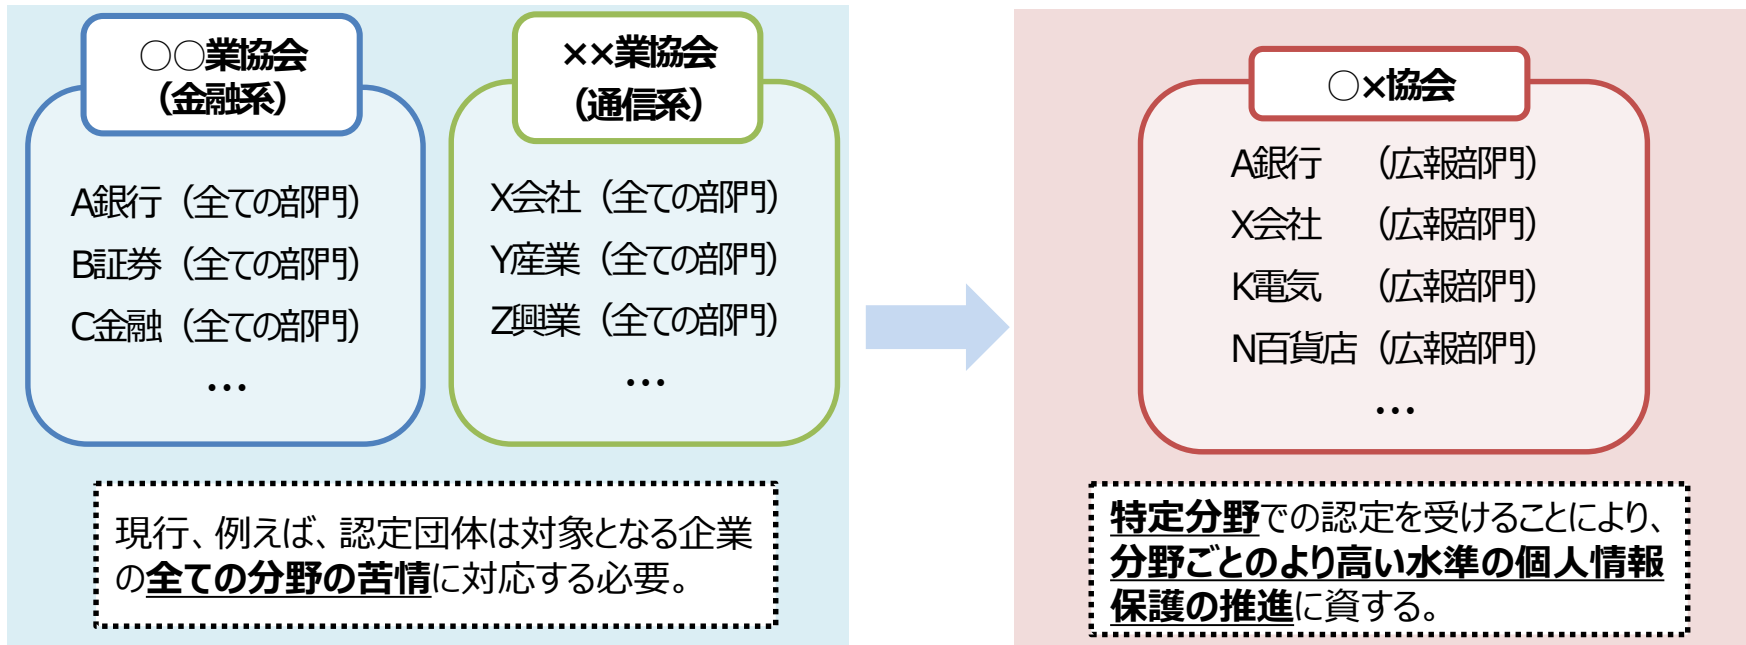 ○○業協会
（金融系）
A銀行（全ての部門）
B証券（全ての部門）
C金融（全ての部門）
…
××業協会
（通信系）
X会社（全ての部門）
Y産業（全ての部門）
Z興業（全ての部門）
…
現行、例えば、認定団体は対象となる企業
の全ての分野の苦情に対応する必要。
○×協会
A銀行　（広報部門）
X会社　（広報部門）
K電気　（広報部門）
N百貨店（広報部門）
…
特定分野での認定を受けることにより、
分野ごとのより高い水準の個人情報
保護の推進に資する。